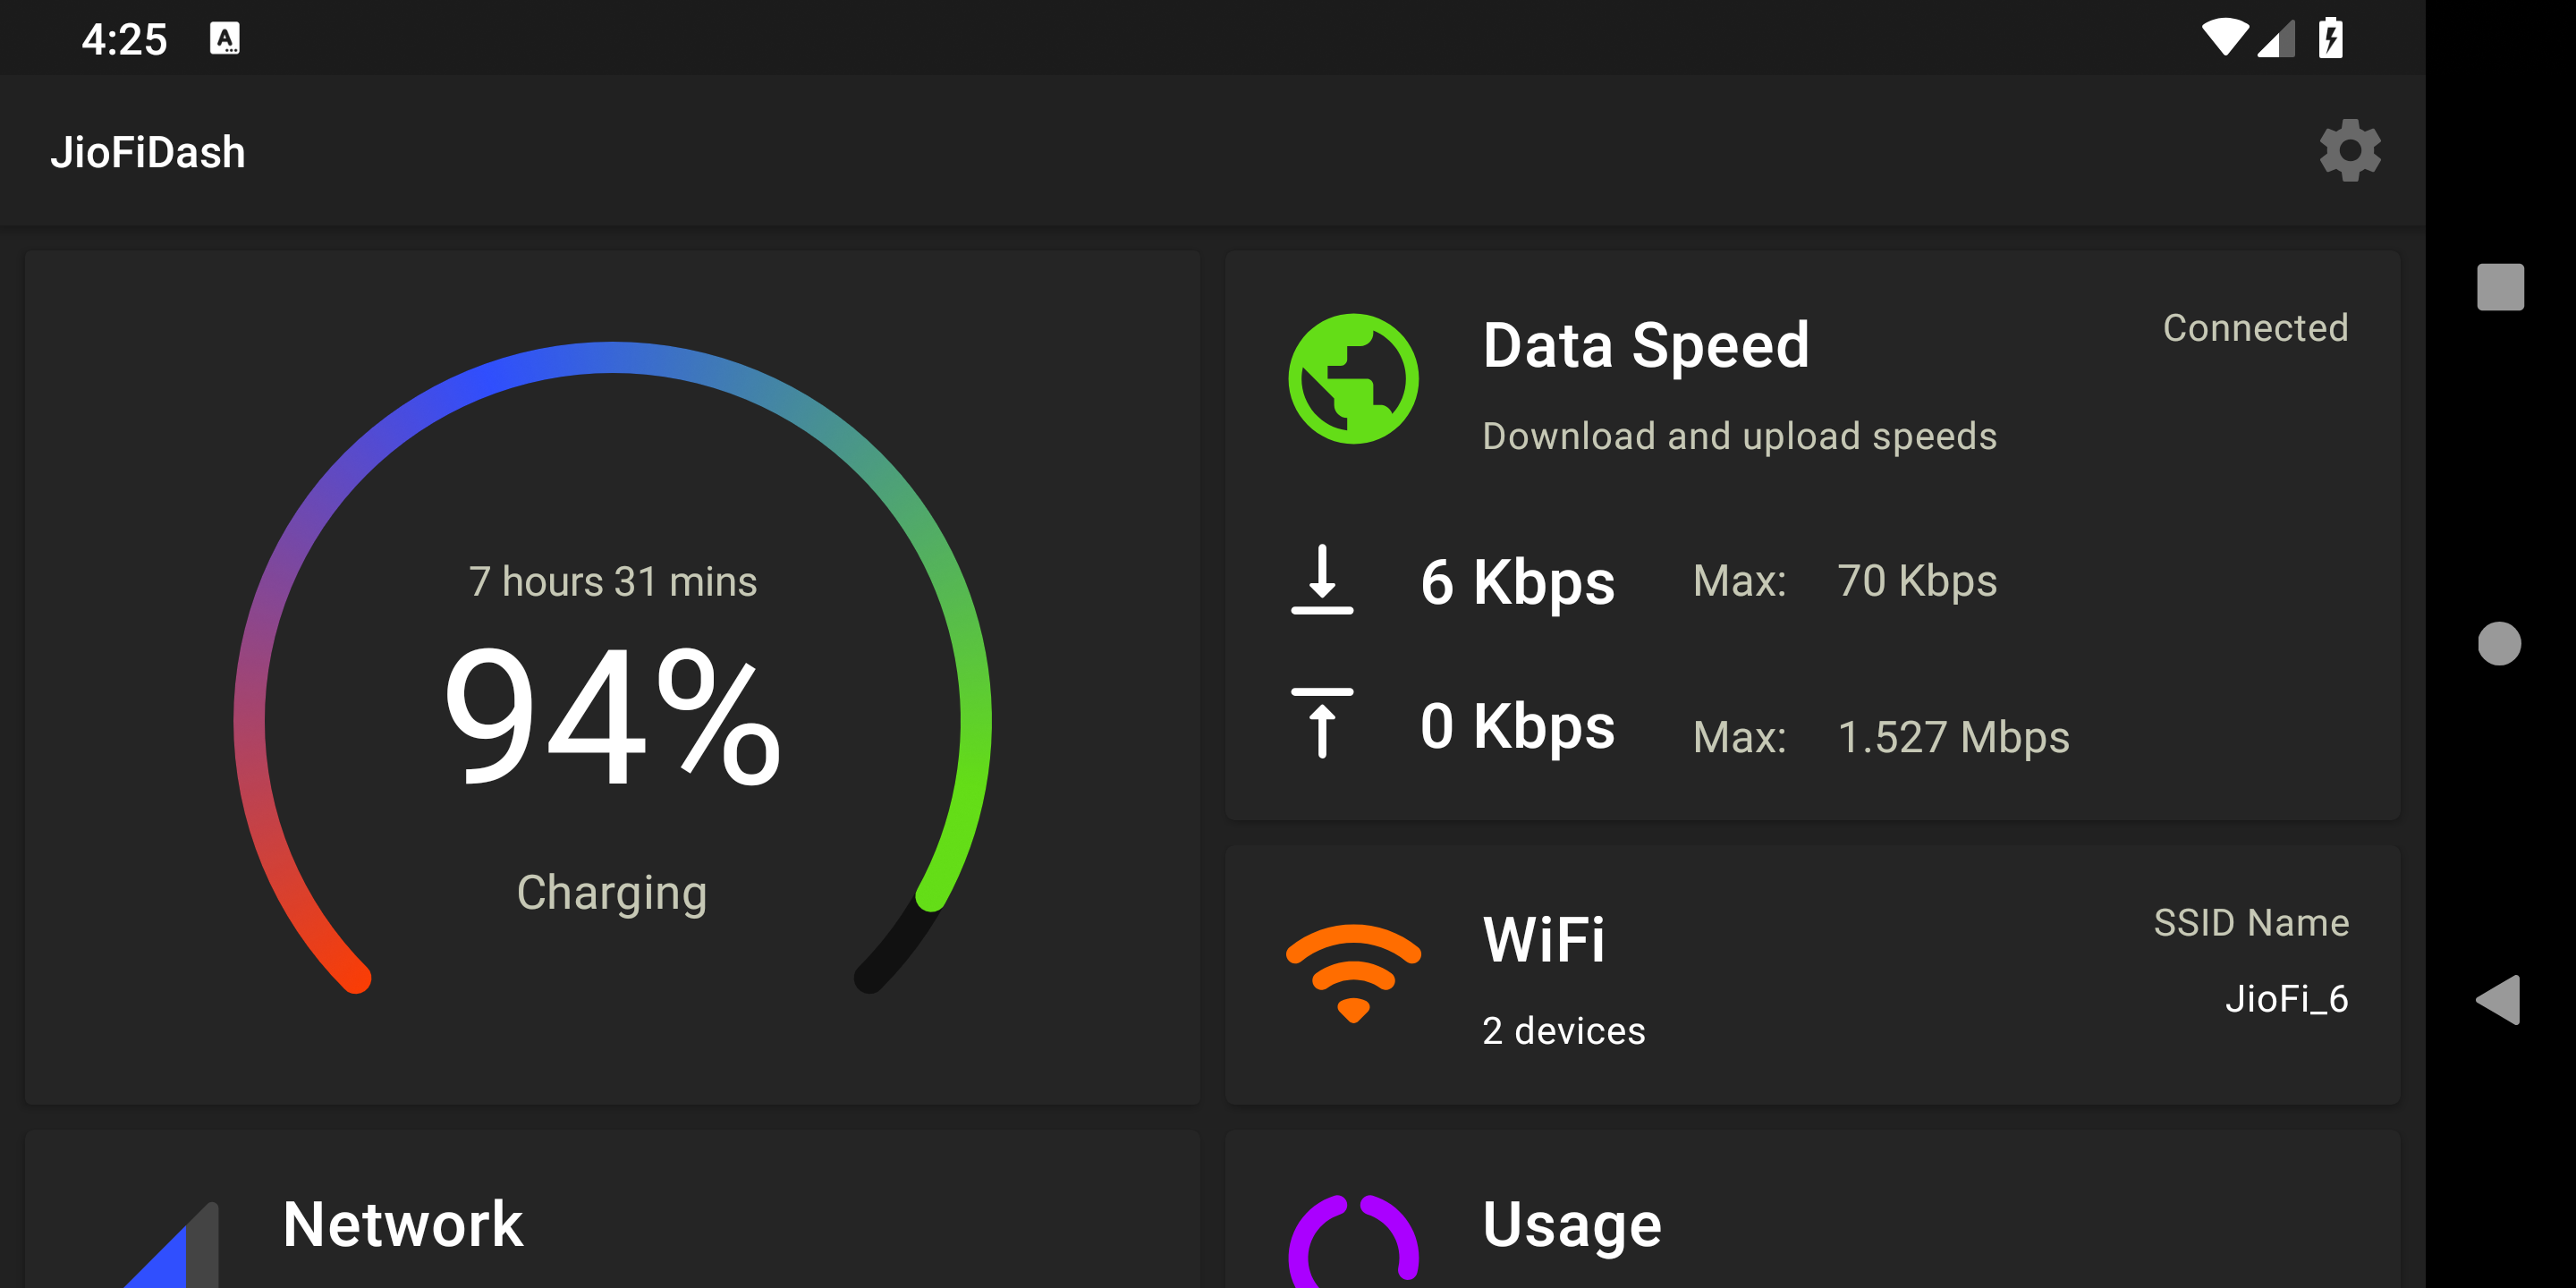 4:25
A
JioFiDash
7 hours 31 mins
94%
Charging
Data Speed
Connected
Download and upload speeds
6 Kbps Max: 70 Kbps
0 Kbps Max: 1.527 Mbps
WiFi
SSID Name
JioFi_6
2 devices
Network
Usage